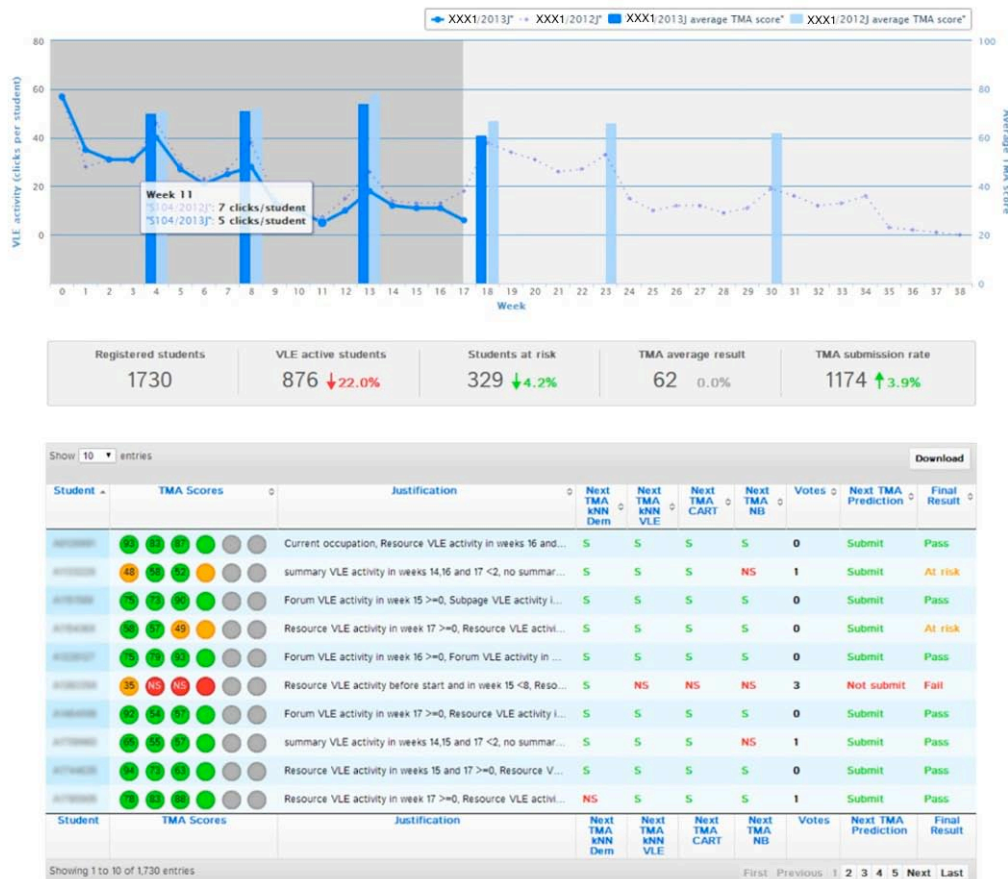 XXX1/2013J" XXX1/2012J" XXX1/2013J average TMA score" XXX1/2012J average TMA score"
80 100
60 80
40 60
20 40
0 20
0
VLE activity (clicks per student)
Average TMA score
Week 11
"S104/2012J": 7 clicks/student
"S104/2013J": 5 clicks/student
0 1 2 3 4 5 6 7 8 9 10 11 12 13 14 15 16 17 18 19 20 21 22 23 24 25 26 27 28 29 30 31 32 33 34 35 36 37 38
Week
Registered students VLE active students Students at risk TMA average result TMA submission rate
1730 876 22.0% 329 4.2% 62 0.0% 1174 3.9%
Show 10 entries Download
Student TMA Scores Justification Next TMA kNN Dem Next TMA kNN VLE Next TMA CART Next TMA NB Votes Next TMA Prediction Final Result
93 83 87 Current occupation, Resource VLE activity in weeks 16 and... S S S S 0 Submit Pass
48 58 52 summary VLE activity in weeks 14,16 and 17 <2, no summar... S S S NS 1 Submit At risk
75 73 90 Forum VLE activity in week 15 >=0, Subpage VLE activity i... S S S S 0 Submit Pass
57 49 Resource VLE activity in week 17 >=0, Resource VLE activi... S S S S 0 Submit At risk
75 79 93 Forum VLE activity in week 16 >=0, Forum VLE activity in ... S S S S 0 Submit Pass
35 NS NS Resource VLE activity before start and in week 15 <8, Reso... S NS NS NS 3 Not submit Fail
92 54 57 Forum VLE activity in week 17 >=0, Resource VLE activity i... S S S S 0 Submit Pass
65 55 57 summary VLE activity in weeks 14,15 and 17 <2, no summar... S S S NS 1 Submit Pass
94 73 63 Resource VLE activity in weeks 15 and 17 >=0, Resource V... S S S S 0 Submit Pass
78 83 88 Resource VLE activity in week 17 >=0, Resource VLE activi... NS S S S 1 Submit Pass
Student TMA Scores Justification Next TMA kNN Dem Next TMA kNN VLE Next TMA CART Next TMA NB Votes Next TMA Prediction Final Result
Showing 1 to 10 of 1,730 entries First Previous 1 2 3 4 5 Next Last